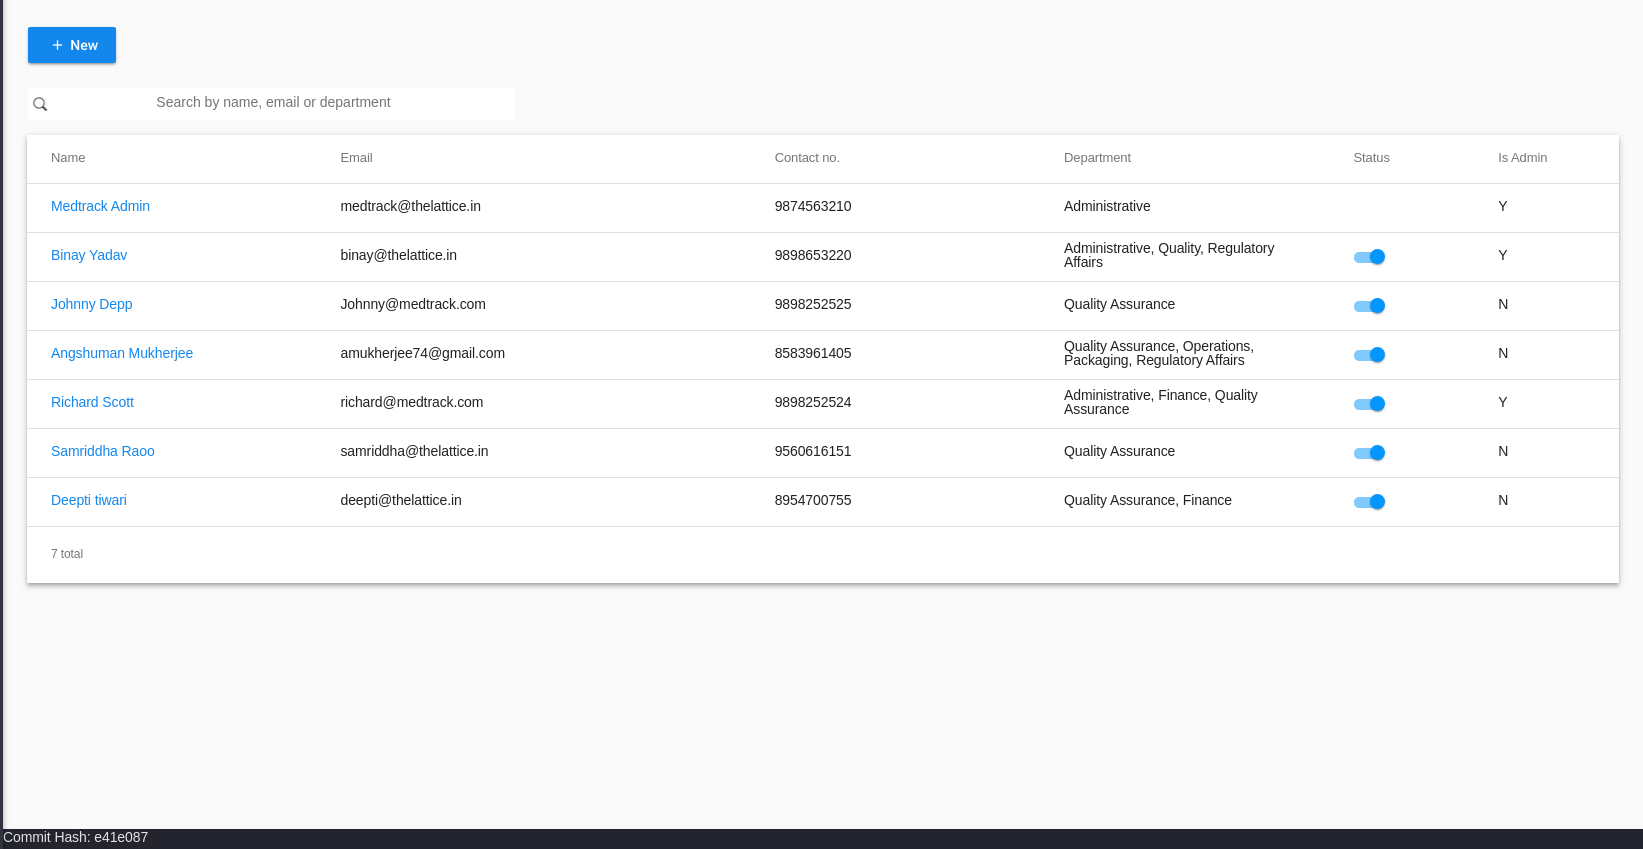 + New
Search by name, email or department
Name Email Contact no. Department Status Is Admin
Medtrack Admin medtrack@thelattice.in 9874563210 Administrative Y
Binay Yadav binay@thelattice.in 9898653220 Administrative, Quality, Regulatory Y
Affairs
Johnny Depp Johnny@medtrack.com 9898252525 Quality Assurance N
Angshuman Mukherjee amukherjee74@gmail.com 8583961405 Quality Assurance, Operations, N
Packaging, Regulatory Affairs
Richard Scott richard@medtrack.com 9898252524 Administrative, Finance, Quality Y
Assurance
Samriddha Raoo samriddha@thelattice.in 9560616151 Quality Assurance N
Deepti tiwari deepti@thelattice.in 8954700755 Quality Assurance, Finance N
7 total
Commit Hash: e41e087